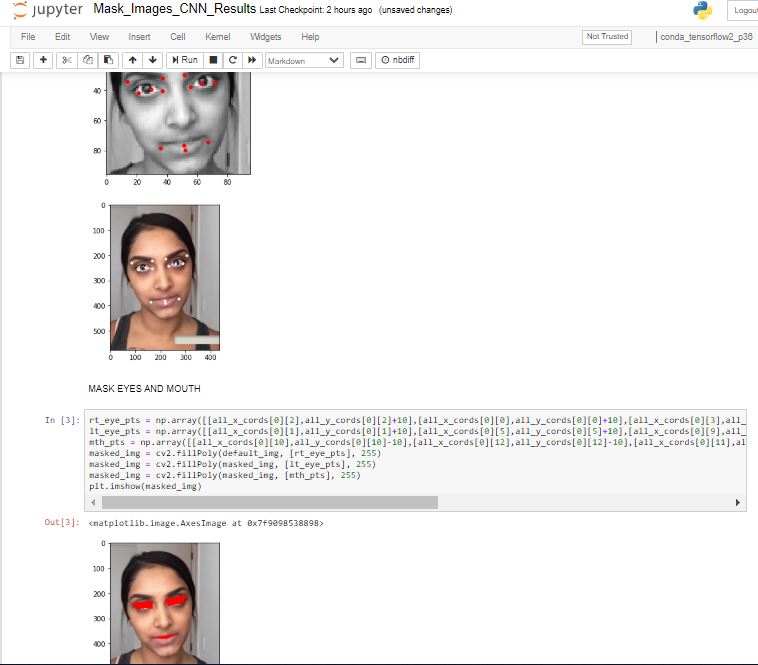 jupyter Mask_Images_CNN_Results Last Checkpoint: 2 hours ago (unsaved changes)
Logout
File Edit View Insert Cell Kernel Widgets Help
Not Trusted
conda_tensorflow2_p36
Run
Markdown
nbdiff
40
60
80
0 20 40 60 80
0
100
200
300
400
500
0 100 200 300 400
MASK EYES AND MOUTH
In [3]:
rt_eye_pts = np.array([[all_x_cords[0][2],all_y_cords[0][2]+10],[all_x_cords[0][0],all_y_cords[0][0]+10],[all_x_cords[0][3],all_
lt_eye_pts = np.array([[all_x_cords[0][1],all_y_cords[0][1]+10],[all_x_cords[0][5],all_y_cords[0][5]+10],[all_x_cords[0][9],all_
mth_pts = np.array([[all_x_cords[0][10],all_y_cords[0][10]-10],[all_x_cords[0][12],all_y_cords[0][12]-10],[all_x_cords[0][11],al
masked_img = cv2.fillPoly(default_img, [rt_eye_pts], 255)
masked_img = cv2.fillPoly(masked_img, [lt_eye_pts], 255)
masked_img = cv2.fillPoly(masked_img, [mth_pts], 255)
plt.imshow(masked_img)
Out[3]: <matplotlib.image.AxesImage at 0x7f9098538898>
0
100
200
300
400